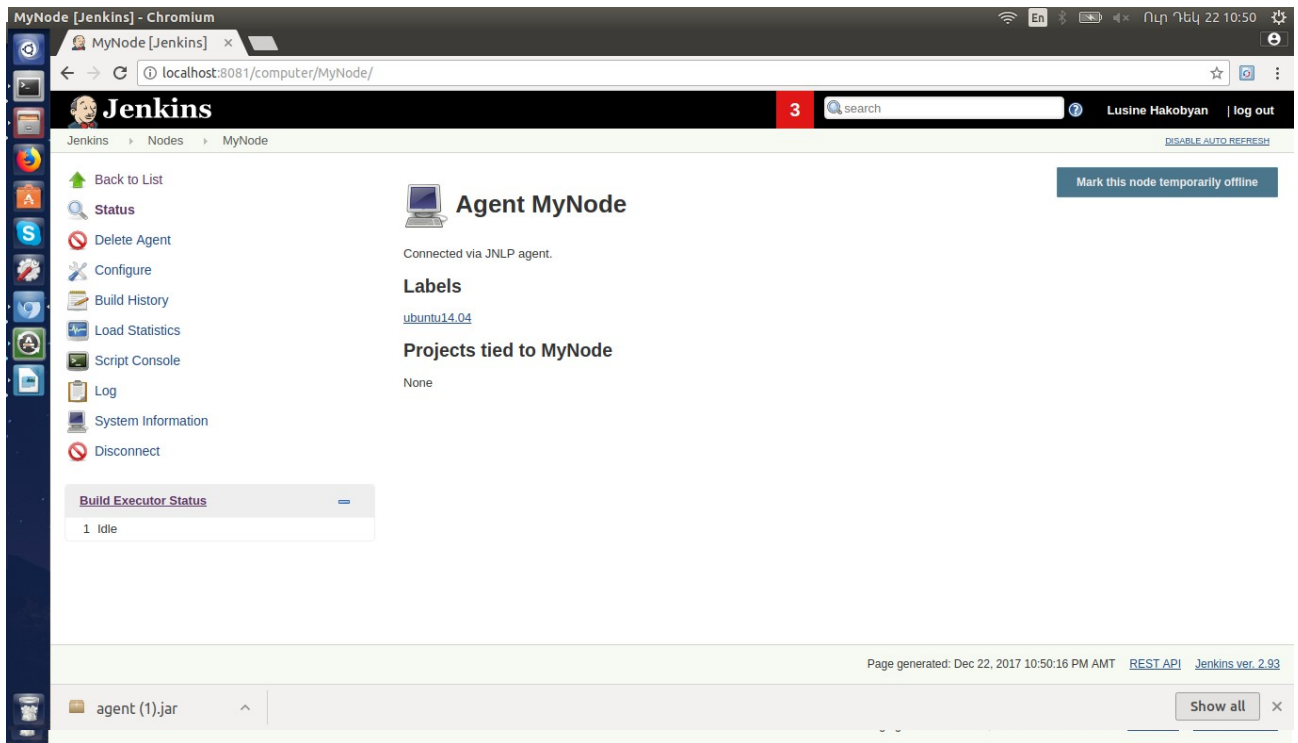 MyNode [Jenkins] - Chromium
En
Ուր Դեկ 22 10:50
MyNode [Jenkins]
localhost:8081/computer/MyNode/
Jenkins
3
search
Lusine Hakobyan
| log out
Jenkins
Nodes
MyNode
DISABLE AUTO REFRESH
Back to List
Status
Delete Agent
Configure
Build History
Load Statistics
Script Console
Log
System Information
Disconnect
Build Executor Status
1 Idle
Mark this node temporarily offline
Agent MyNode
Connected via JNLP agent.
Labels
ubuntu14.04
Projects tied to MyNode
None
Page generated: Dec 22, 2017 10:50:16 PM AMT
REST API
Jenkins ver. 2.93
agent (1).jar
Show all